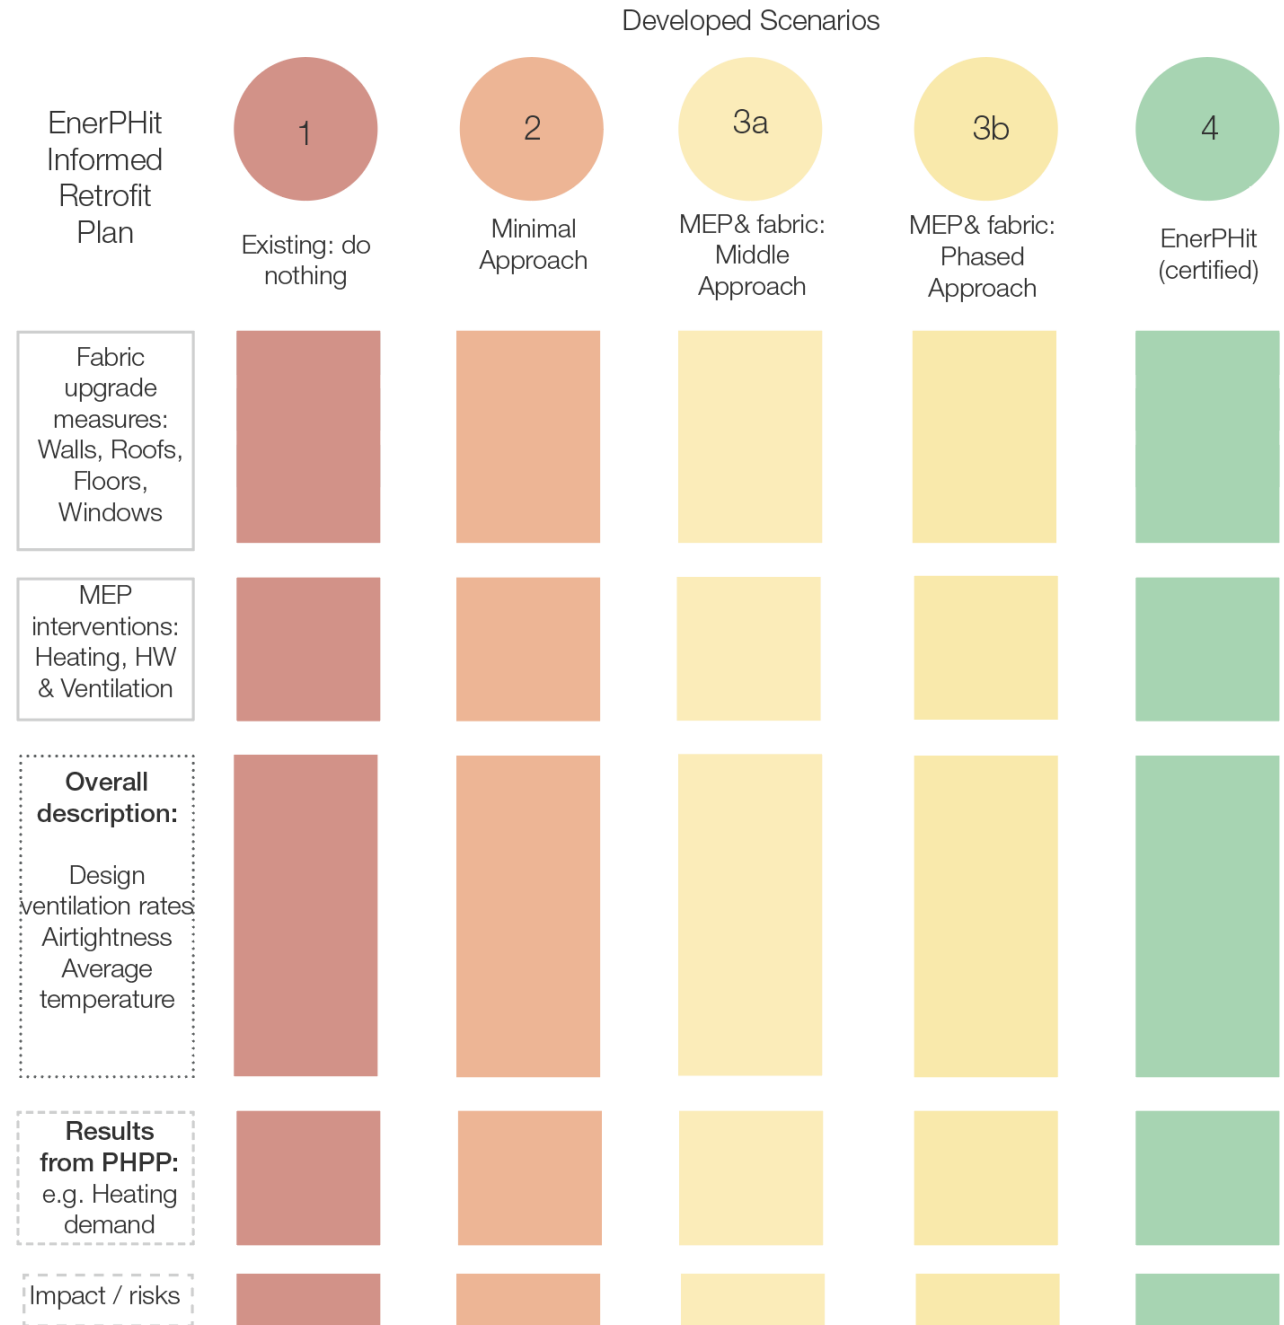 Developed Scenarios
EnerPHit
Informed
Retrofit
Plan
1
2
3a
3b
4
Existing: do
nothing
Minimal
Approach
MEP& fabric:
Middle
Approach
MEP& fabric:
Phased
Approach
EnerPHit
(certified)
Fabric
upgrade
measures:
Walls, Roofs,
Floors,
Windows
MEP
interventions:
Heating, HW
& Ventilation
Overall
description:
Design
ventilation rates
Airtightness
Average
temperature
Results
from PHPP:
e.g. Heating
demand
Impact / risks